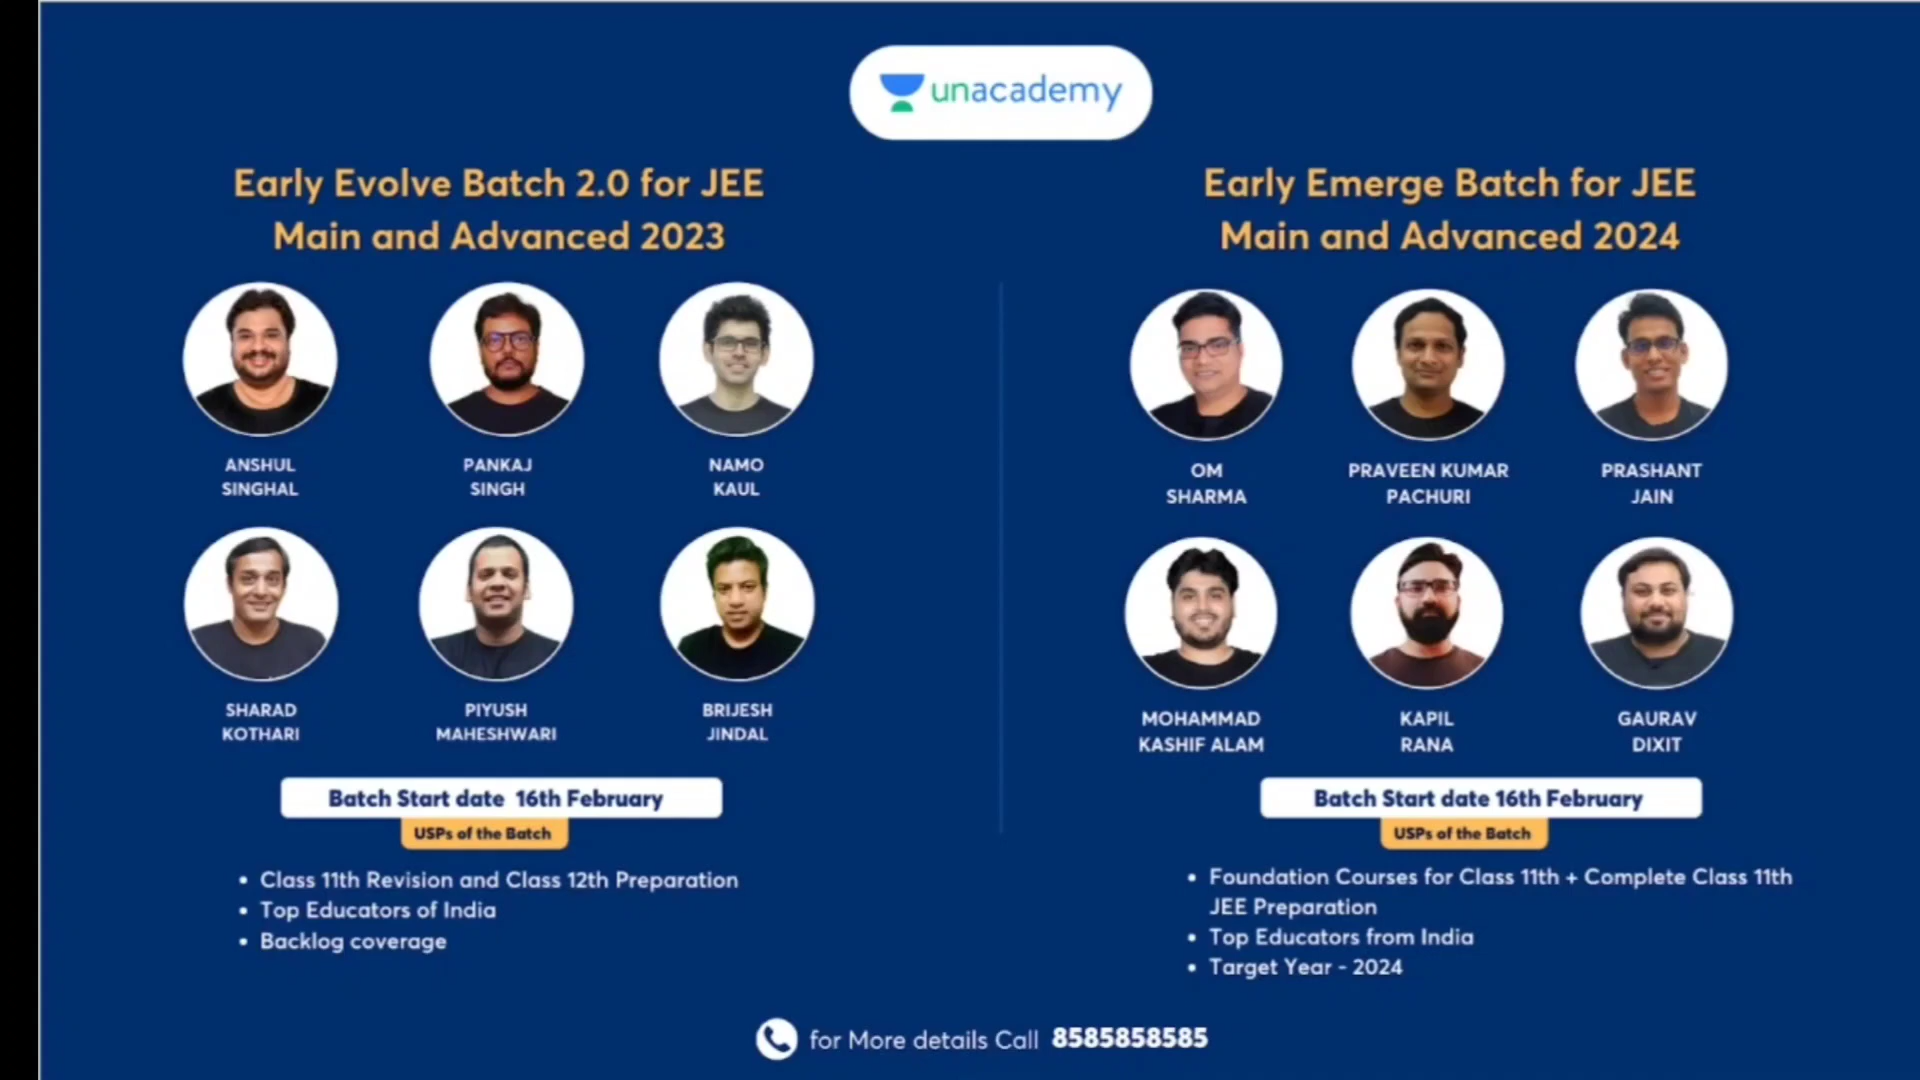 unacademy
Early Evolve Batch 2.0 for JEE
Main and Advanced 2023
ANSHUL
SINGHAL
PANKAJ
SINGH
NAMO
KAUL
SHARAD
KOTHARI
PIYUSH
MAHESHWARI
BRIJESH
JINDAL
Batch Start date 16th February
USPs of the Batch
• Class 11th Revision and Class 12th Preparation
• Top Educators of India
• Backlog coverage
Early Emerge Batch for JEE
Main and Advanced 2024
OM
SHARMA
PRAVEEN KUMAR
PACHURI
PRASHANT
JAIN
MOHAMMAD
KASHIF ALAM
KAPIL
RANA
GAURAV
DIXIT
Batch Start date 16th February
USPs of the Batch
• Foundation Courses for Class 11th + Complete Class 11th
JEE Preparation
• Top Educators from India
• Target Year - 2024
for More details Call 8585858585